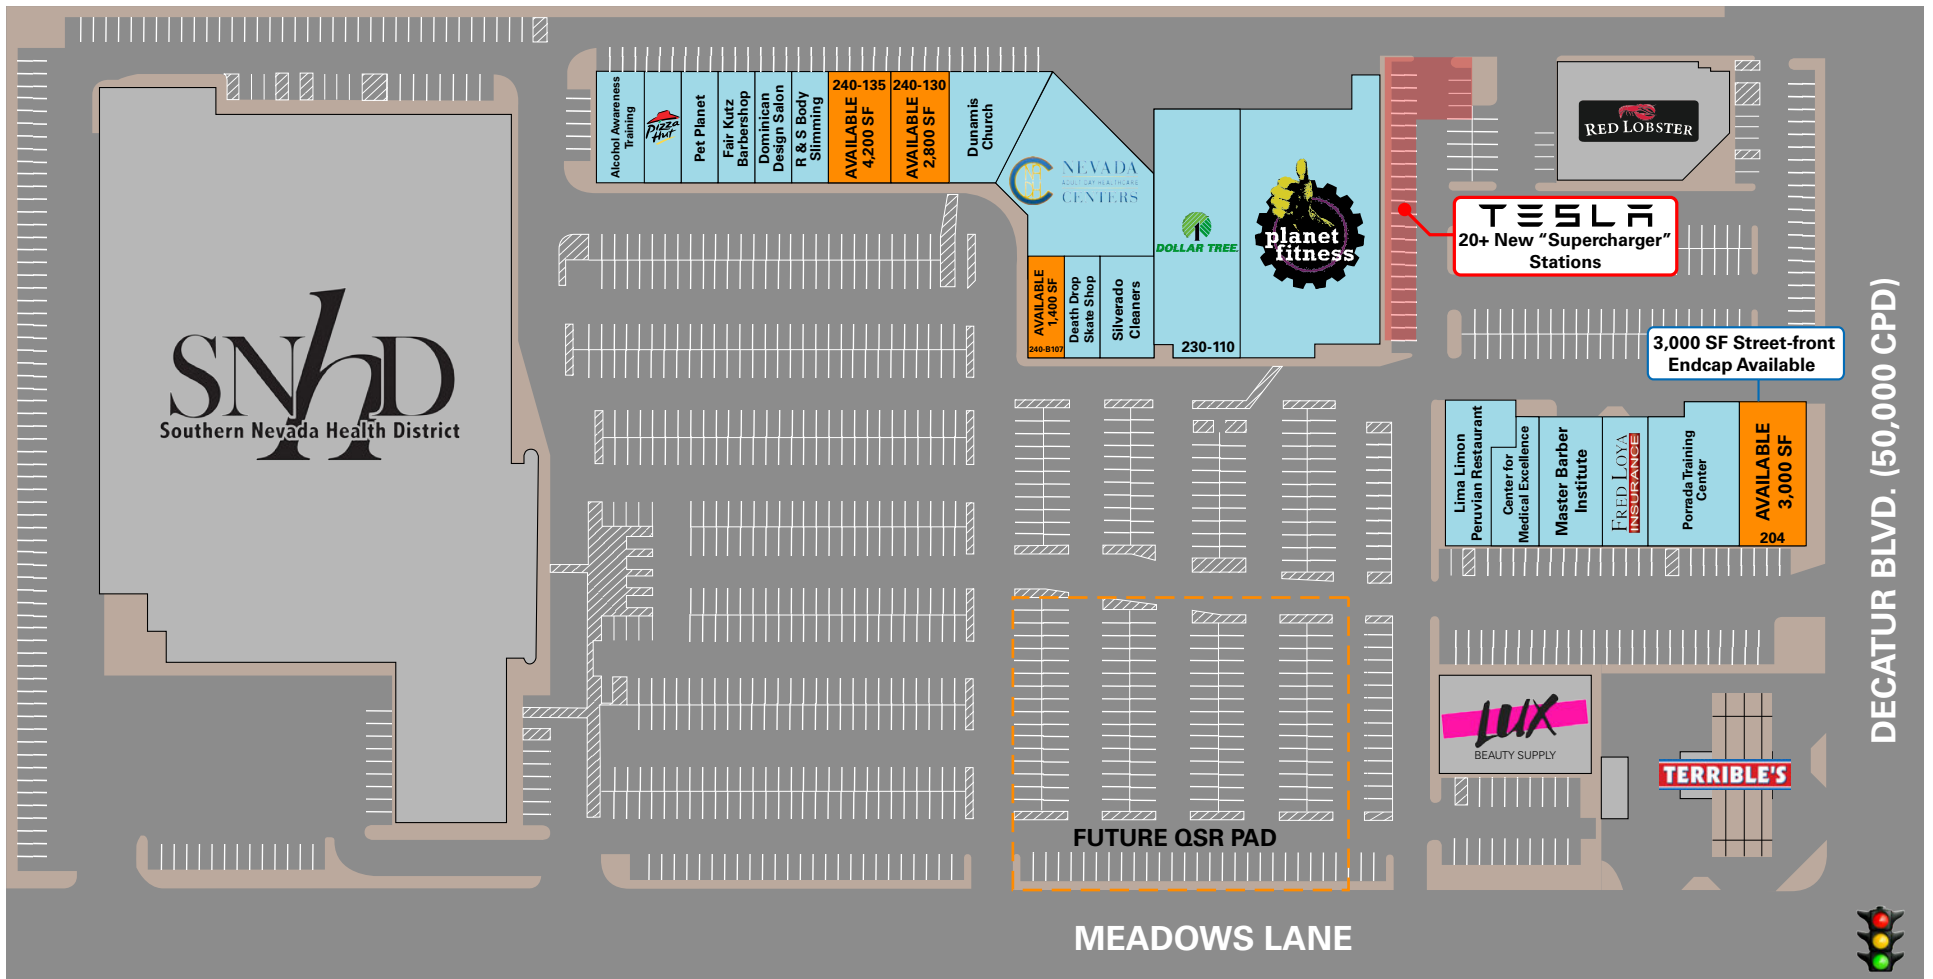 Alcohol Awareness
Training
Pizza
Hut
Pet Planet
Fair Kutz
Barbershop
Dominican
Design Salon
R & S Body
Slimming
240-135
AVAILABLE
4,200 SF
240-130
AVAILABLE
2,800 SF
Dunamis
Church
NEVADA
ADULT DAY HEALTHCARE
CENTERS
DOLLAR TREE.
230-110
planet
fitness
RED LOBSTER
TESLA
20+ New “Supercharger”
Stations
AVAILABLE
1,400 SF
240-B107
Death Drop
Skate Shop
Silverado
Cleaners
SNhD
Southern Nevada Health District
3,000 SF Street-front
Endcap Available
Lima Limon
Peruvian Restaurant
Center for
Medical Excellence
Master Barber
Institute
FRED LOYA
INSURANCE
Porrada Training
Center
AVAILABLE
3,000 SF
204
DECATUR BLVD. (50,000 CPD)
LUX
BEAUTY SUPPLY
TERRIBLE'S
FUTURE QSR PAD
MEADOWS LANE